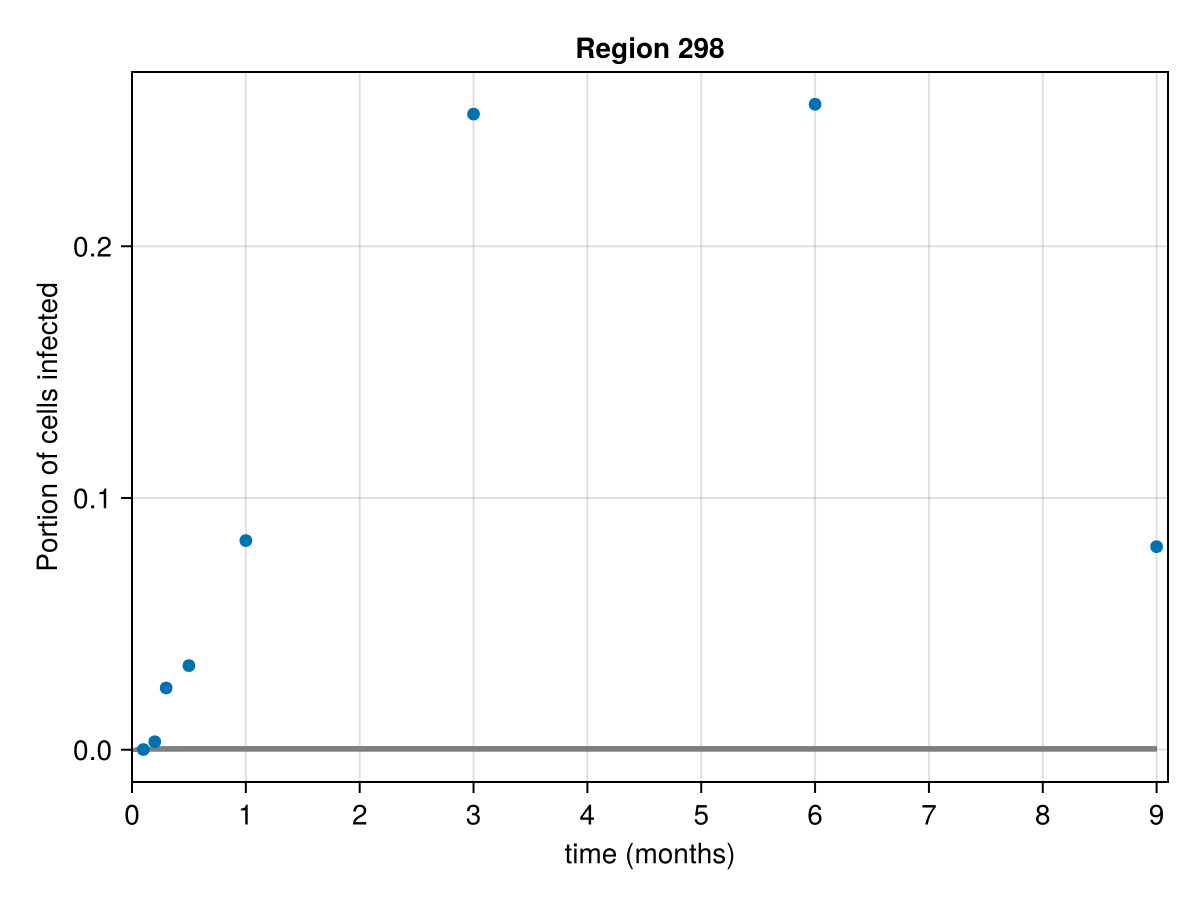 Region 298
Portion of cells infected
0.2
0.1
0.0
0 1 2 3 4 5 6 7 8 9
time (months)